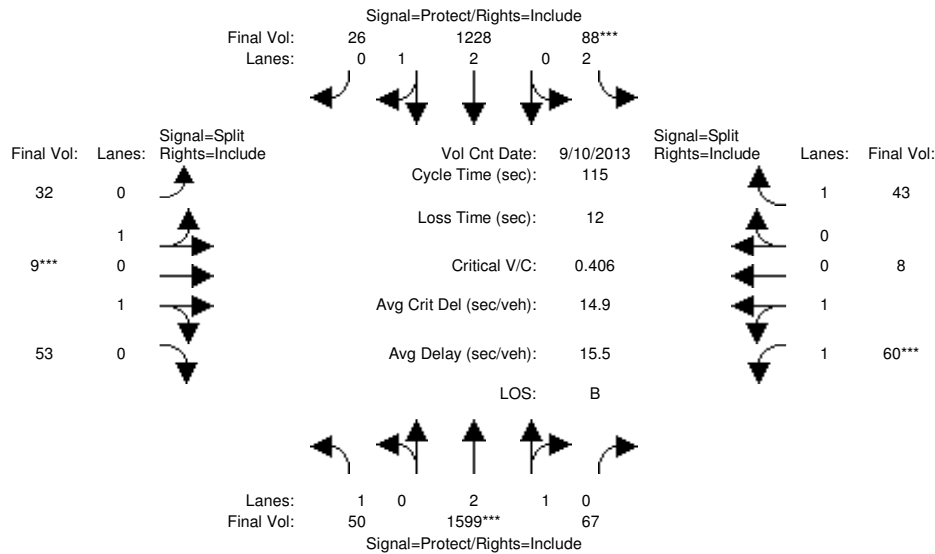 Signal=Protect/Rights=Include
Final Vol: 26 1228 88***
Lanes: 0 1 2 0 2
Signal=Split
Final Vol: Lanes: Rights=Include
Vol Cnt Date: 9/10/2013
Signal=Split
Rights=Include Lanes: Final Vol:
Cycle Time (sec): 115
32 0
1 43
Loss Time (sec): 12
1
0
9*** 0
Critical V/C: 0.406
0 8
1
Avg Crit Del (sec/veh): 14.9
1
53 0
Avg Delay (sec/veh): 15.5
1 60***
LOS: B
Lanes: 1 0 2 1 0
Final Vol: 50 1599*** 67
Signal=Protect/Rights=Include